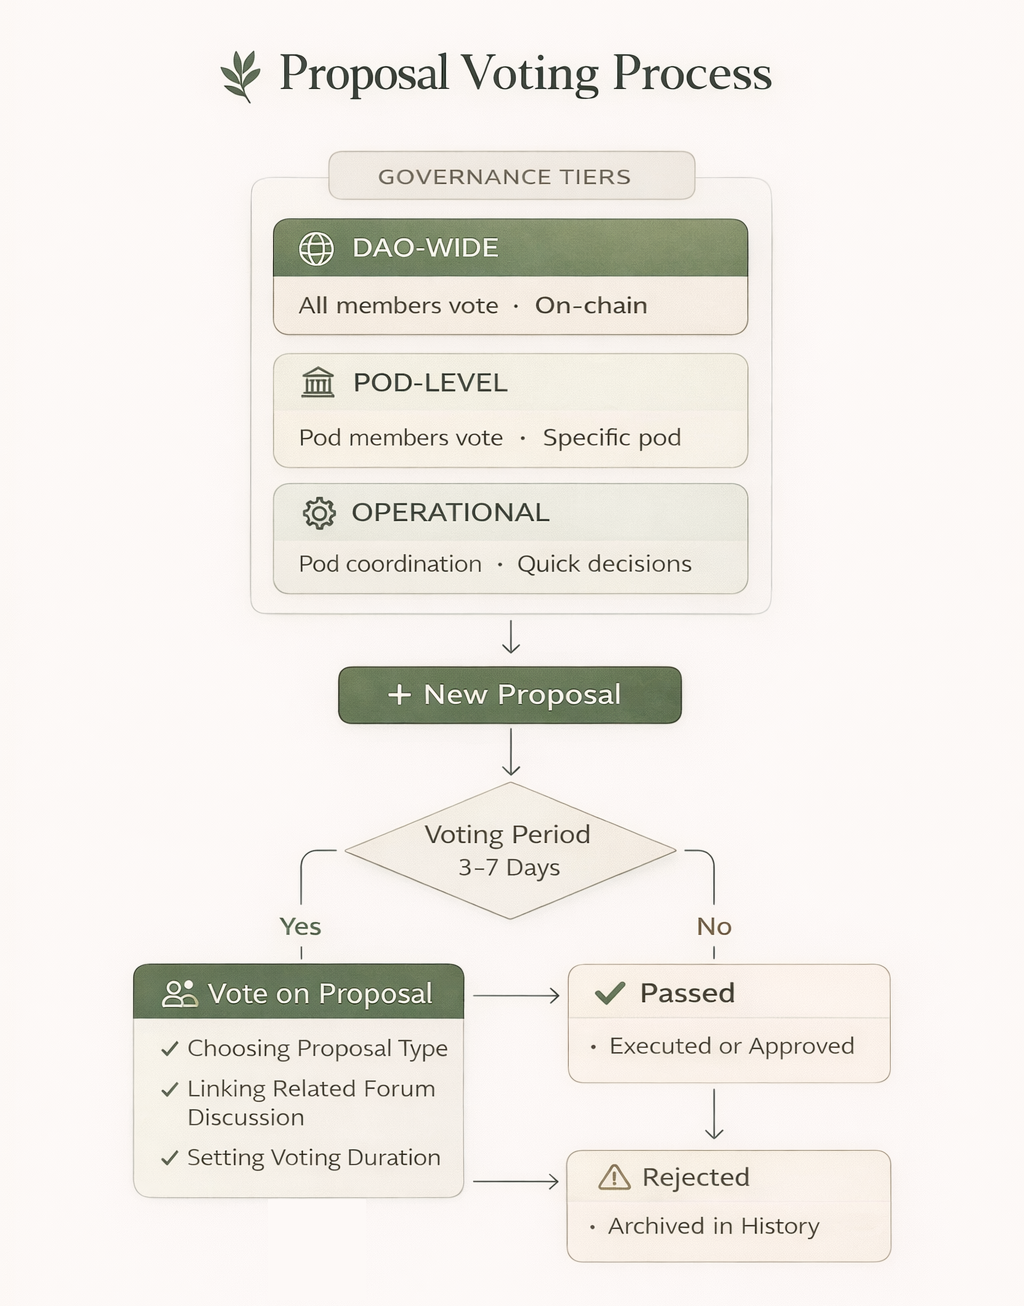 Proposal Voting Process
GOVERNANCE TIERS
DAO-WIDE
All members vote · On-chain
POD-LEVEL
Pod members vote · Specific pod
OPERATIONAL
Pod coordination · Quick decisions
+ New Proposal
Voting Period
3–7 Days
Yes
No
Vote on Proposal
✓ Choosing Proposal Type
✓ Linking Related Forum
Discussion
✓ Setting Voting Duration
✓ Passed
· Executed or Approved
Rejected
· Archived in History